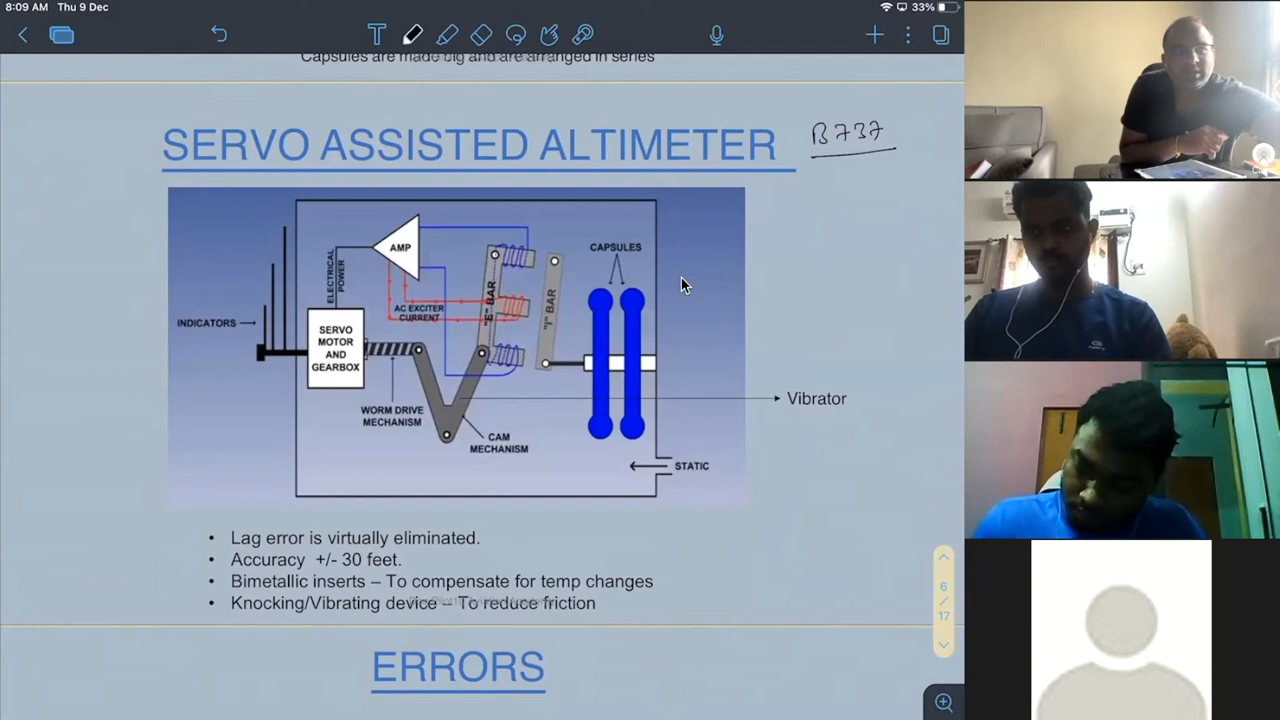 8:09 AM Thu 9 Dec
33%
T
Capsules are made big and are arranged in series
SERVO ASSISTED ALTIMETER
B737
AMP
CAPSULES
ELECTRICAL
POWER
"E" BAR
"I" BAR
AC EXCITER
CURRENT
INDICATORS
SERVO
MOTOR
AND
GEARBOX
WORM DRIVE
MECHANISM
CAM
MECHANISM
Vibrator
STATIC
• Lag error is virtually eliminated.
• Accuracy +/- 30 feet.
• Bimetallic inserts – To compensate for temp changes
• Knocking/Vibrating device – To reduce friction
6
/
17
ERRORS